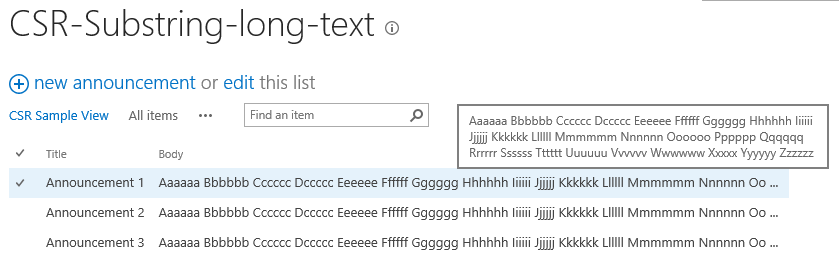 CSR-Substring-long-text
new announcement or edit this list
CSR Sample View All items ••• Find an item
Aaaaaa Bbbbbb Cccccc Dccccc Eeeeee Ffffff Gggggg Hhhhhh Iiiiii
Jjjjjj Kkkkkk Llllll Mmmmmm Nnnnnn Oooooo Pppppp Qqqqqq
Rrrrrr Ssssss Tttttt Uuuuuu Vvvvvv Wwwwww Xxxxx Yyyyyy Zzzzzz
Title Body
Announcement 1 Aaaaaa Bbbbbb Cccccc Dccccc Eeeeee Ffffff Gggggg Hhhhhh Iiiiii Jjjjjj Kkkkkk Llllll Mmmmmm Nnnnnn Oo ...
Announcement 2 Aaaaaa Bbbbbb Cccccc Dccccc Eeeeee Ffffff Gggggg Hhhhhh Iiiiii Jjjjjj Kkkkkk Llllll Mmmmmm Nnnnnn Oo ...
Announcement 3 Aaaaaa Bbbbbb Cccccc Dccccc Eeeeee Ffffff Gggggg Hhhhhh Iiiiii Jjjjjj Kkkkkk Llllll Mmmmmm Nnnnnn Oo ...